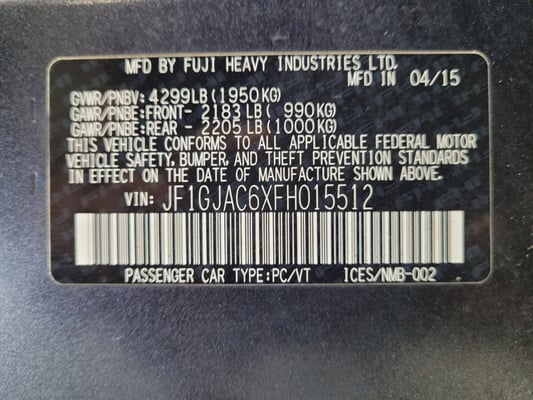 MFD BY FUJI HEAVY INDUSTRIES LTD.
MFD IN 04/15
GVWR/PNBV: 4299LB(1950KG)
GAWR/PNBE:FRONT- 2183 LB( 990KG)
GAWR/PNBE:REAR - 2205 LB(1000KG)
THIS VEHICLE CONFORMS TO ALL APPLICABLE FEDERAL MOTOR
VEHICLE SAFETY, BUMPER, AND THEFT PREVENTION STANDARDS
IN EFFECT ON THE DATE OF MANUFACTURE SHOWN ABOVE.
VIN: JF1GJAC6XFH015512
PASSENGER CAR TYPE:PC/VT ICES/NMB-002